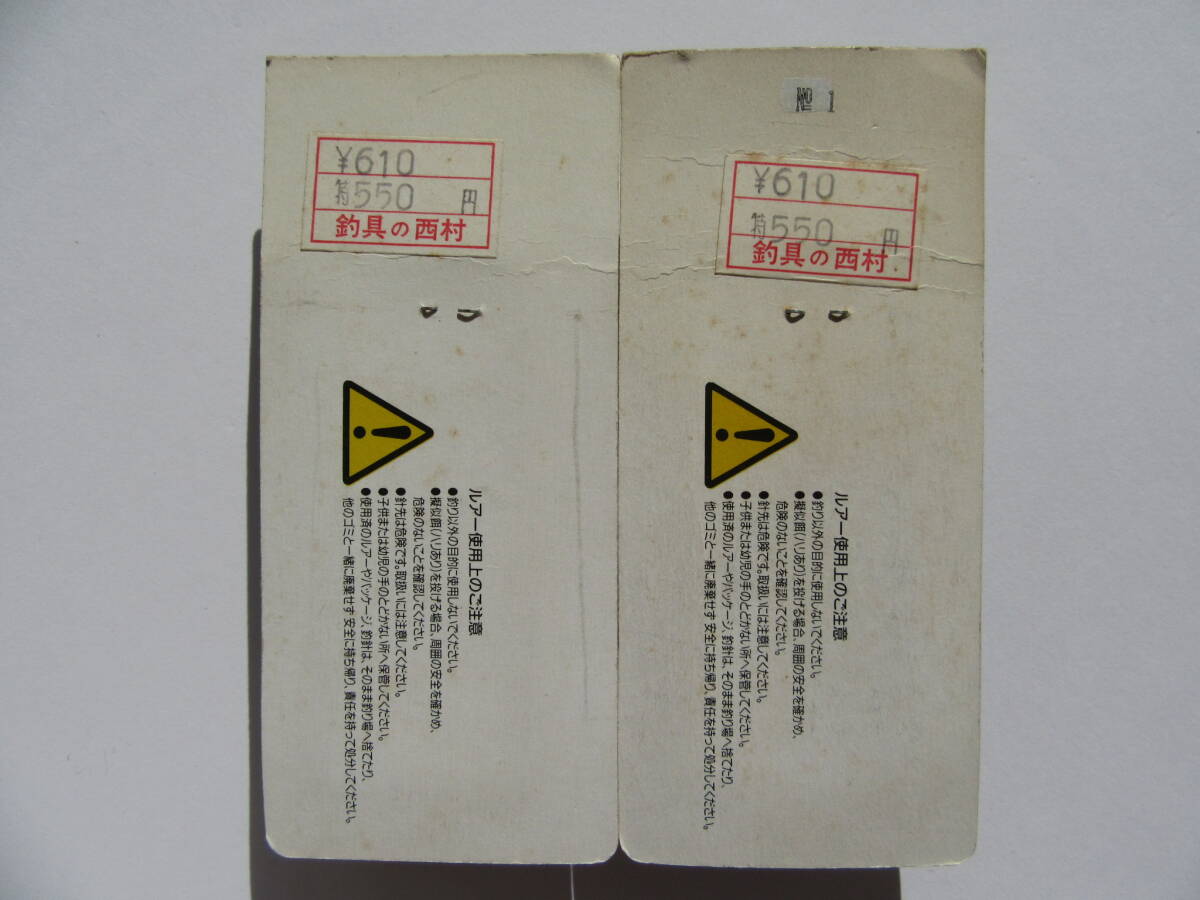 ¥610
特550 円
釣具の西村
ルアー使用上のご注意
●釣り以外の目的に使用しないでください。
●擬似餌(ハリあり)を投げる場合、周囲の安全を確かめ、
危険のないことを確認してください。
●針先は危険です。取扱いには注意してください。
●子供または幼児の手のとどかない所へ保管してください。
●使用済のルアーやパッケージ、釣針は、そのまま釣り場へ捨てたり、
他のゴミと一緒に廃棄せず安全に持ち帰り、責任を持って処分してください。
№ 1
¥610
特550 円
釣具の西村
ルアー使用上のご注意
●釣り以外の目的に使用しないでください。
●擬似餌(ハリあり)を投げる場合、周囲の安全を確かめ、
危険のないことを確認してください。
●針先は危険です。取扱いには注意してください。
●子供または幼児の手のとどかない所へ保管してください。
●使用済のルアーやパッケージ、釣針は、そのまま釣り場へ捨てたり、
他のゴミと一緒に廃棄せず安全に持ち帰り、責任を持って処分してください。